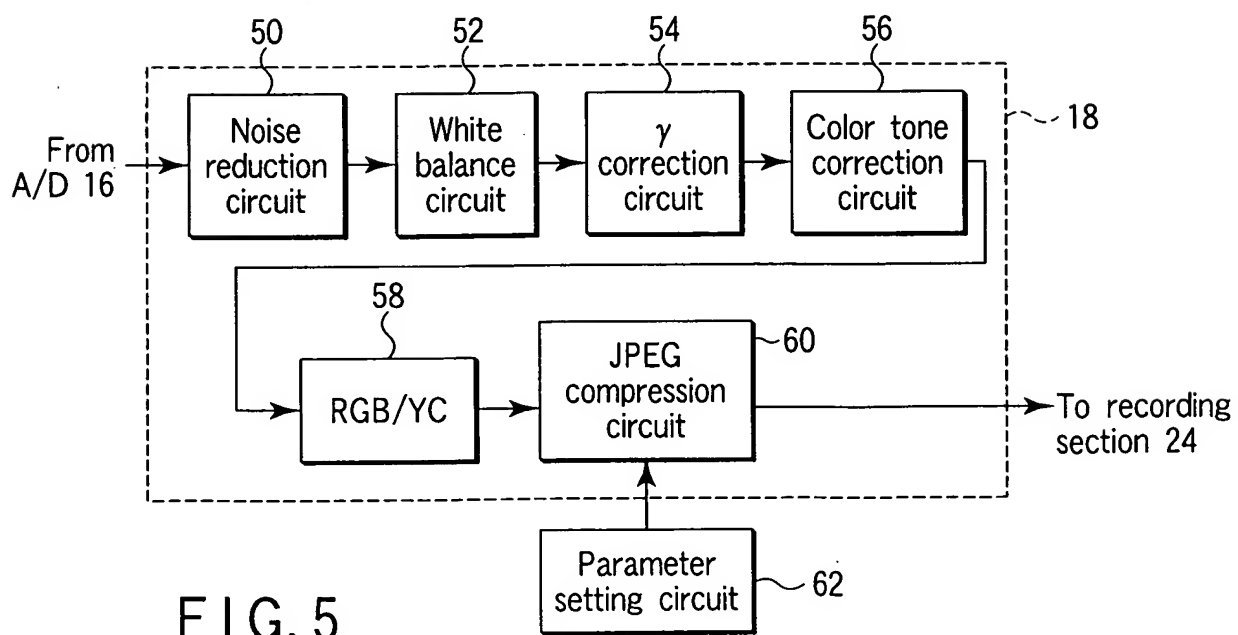 50
52
54
56
Noise
reduction
circuit
White
balance
circuit
γ
correction
circuit
Color tone
correction
circuit
18
From
A/D 16
58
60
RGB/YC
JPEG
compression
circuit
To recording
section 24
Parameter
setting circuit
62
FIG. 5